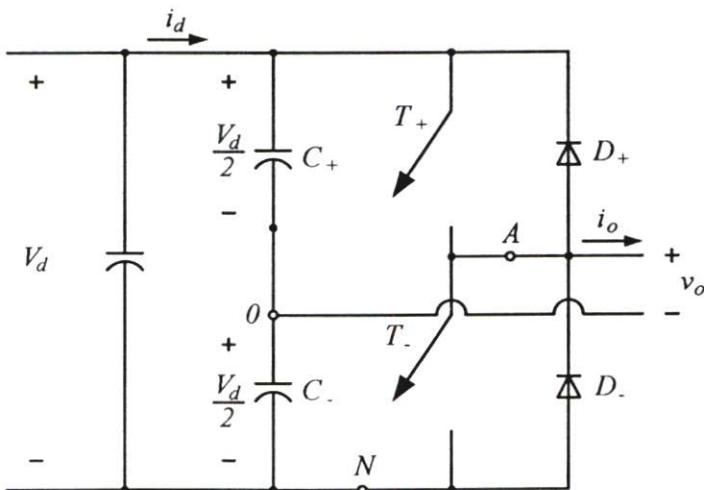 i_d
+
+
T_+
V_d/2
C_+
D_+
−
i_o
A
+
V_d
v_o
0
−
+
T_-
V_d/2
C_-
D_-
−
−
N